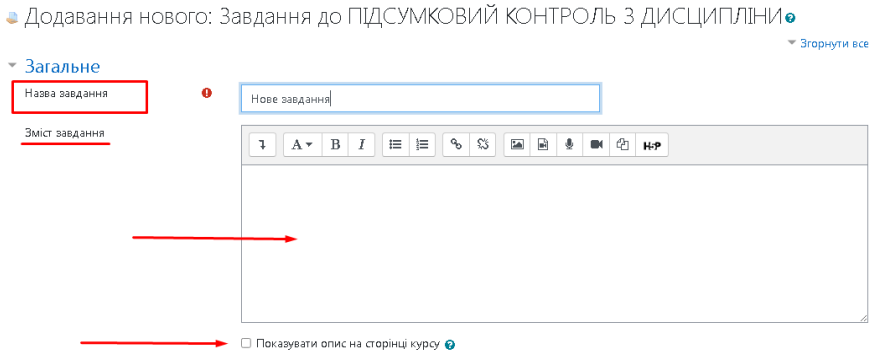 Додавання нового: Завдання до ПІДСУМКОВИЙ КОНТРОЛЬ З ДИСЦИПЛІНИ
Згорнути все
Загальне
Назва завдання
Нове завдання
Зміст завдання
A B I H-P
Показувати опис на сторінці курсу